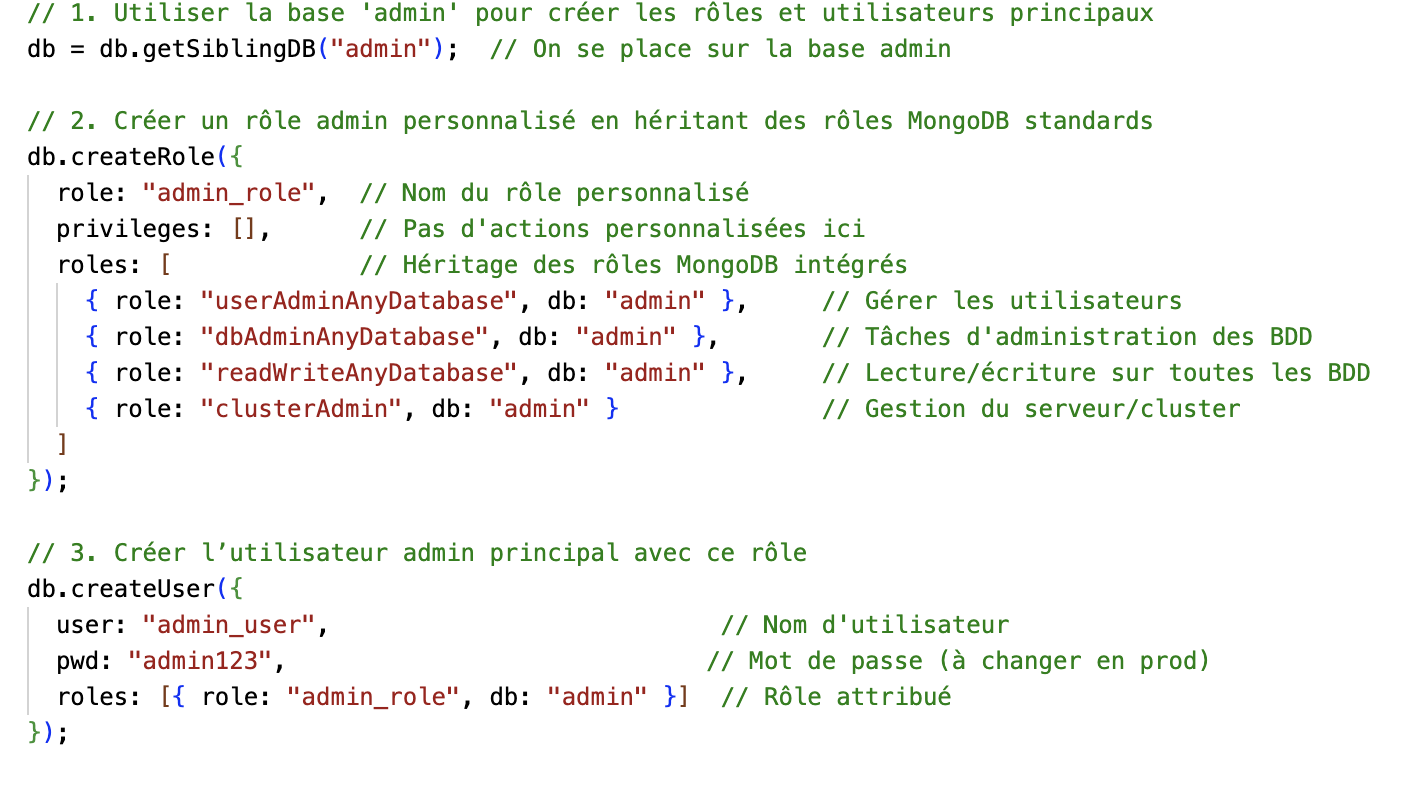 // 1. Utiliser la base 'admin' pour créer les rôles et utilisateurs principaux
db = db.getSiblingDB("admin");  // On se place sur la base admin

// 2. Créer un rôle admin personnalisé en héritant des rôles MongoDB standards
db.createRole({
  role: "admin_role",  // Nom du rôle personnalisé
  privileges: [],      // Pas d'actions personnalisées ici
  roles: [             // Héritage des rôles MongoDB intégrés
    { role: "userAdminAnyDatabase", db: "admin" },     // Gérer les utilisateurs
    { role: "dbAdminAnyDatabase", db: "admin" },       // Tâches d'administration des BDD
    { role: "readWriteAnyDatabase", db: "admin" },     // Lecture/écriture sur toutes les BDD
    { role: "clusterAdmin", db: "admin" }              // Gestion du serveur/cluster
  ]
});

// 3. Créer l’utilisateur admin principal avec ce rôle
db.createUser({
  user: "admin_user",                           // Nom d'utilisateur
  pwd: "admin123",                             // Mot de passe (à changer en prod)
  roles: [{ role: "admin_role", db: "admin" }]  // Rôle attribué
});